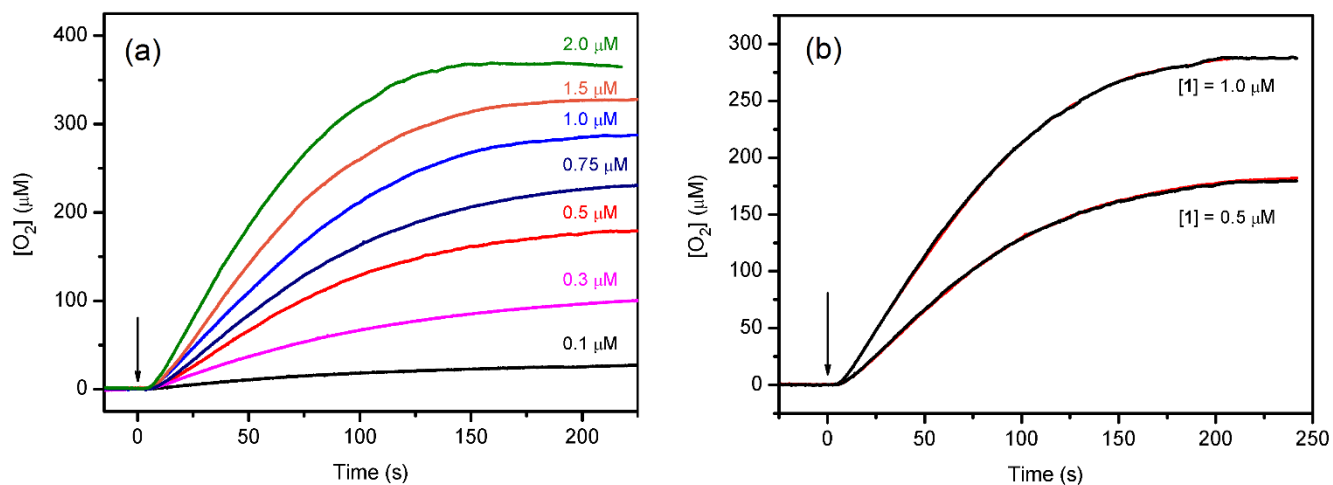 (a)
[O₂] (μM)
400
300
200
100
0
2.0 μM
1.5 μM
1.0 μM
0.75 μM
0.5 μM
0.3 μM
0.1 μM
0 50 100 150 200
Time (s)
(b)
[O₂] (μM)
300
250
200
150
100
50
0
[1] = 1.0 μM
[1] = 0.5 μM
0 50 100 150 200 250
Time (s)